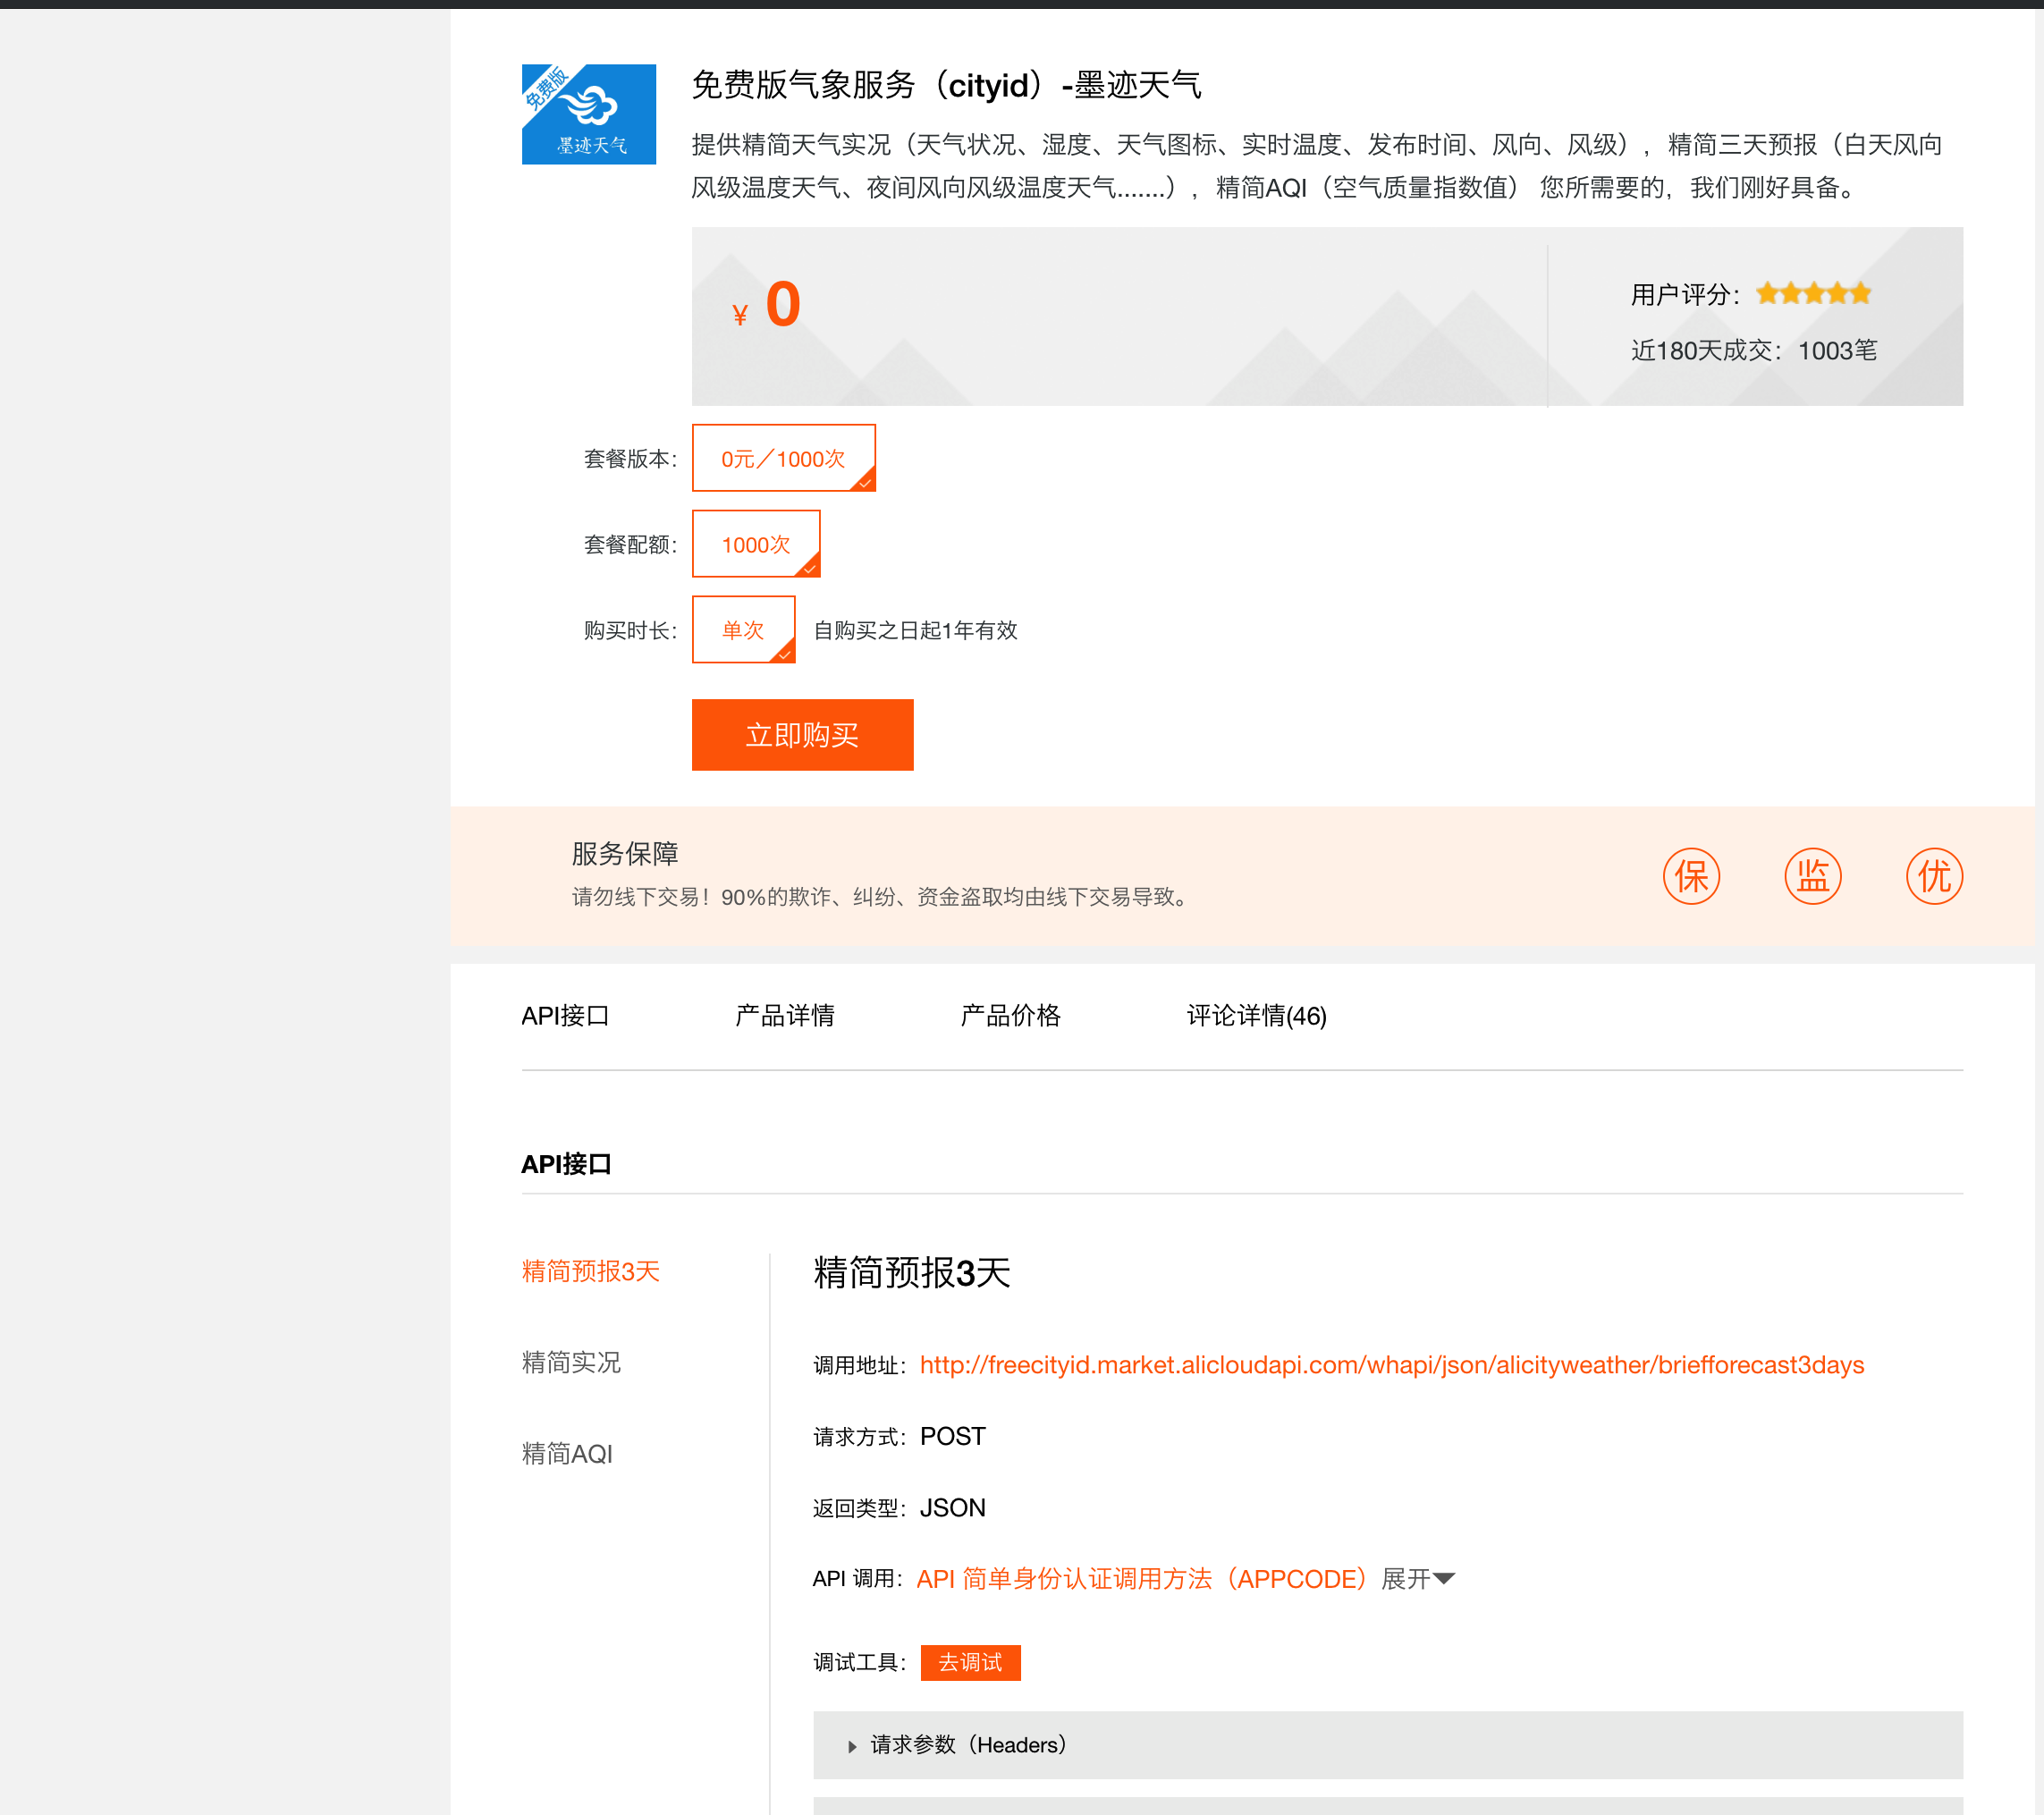 免费版
墨迹天气
免费版气象服务（cityid）-墨迹天气
提供精简天气实况（天气状况、湿度、天气图标、实时温度、发布时间、风向、风级），精简三天预报（白天风向
风级温度天气、夜间风向风级温度天气.......），精简AQI（空气质量指数值） 您所需要的，我们刚好具备。
¥ 0
用户评分：
近180天成交：1003笔
套餐版本： 0元／1000次
套餐配额： 1000次
购买时长： 单次 自购买之日起1年有效
立即购买
服务保障
请勿线下交易！90%的欺诈、纠纷、资金盗取均由线下交易导致。
保 监 优
API接口 产品详情 产品价格 评论详情(46)
API接口
精简预报3天
精简实况
精简AQI
精简预报3天
调用地址：http://freecityid.market.alicloudapi.com/whapi/json/alicityweather/briefforecast3days
请求方式：POST
返回类型：JSON
API 调用：API 简单身份认证调用方法（APPCODE）展开
调试工具： 去调试
请求参数（Headers）